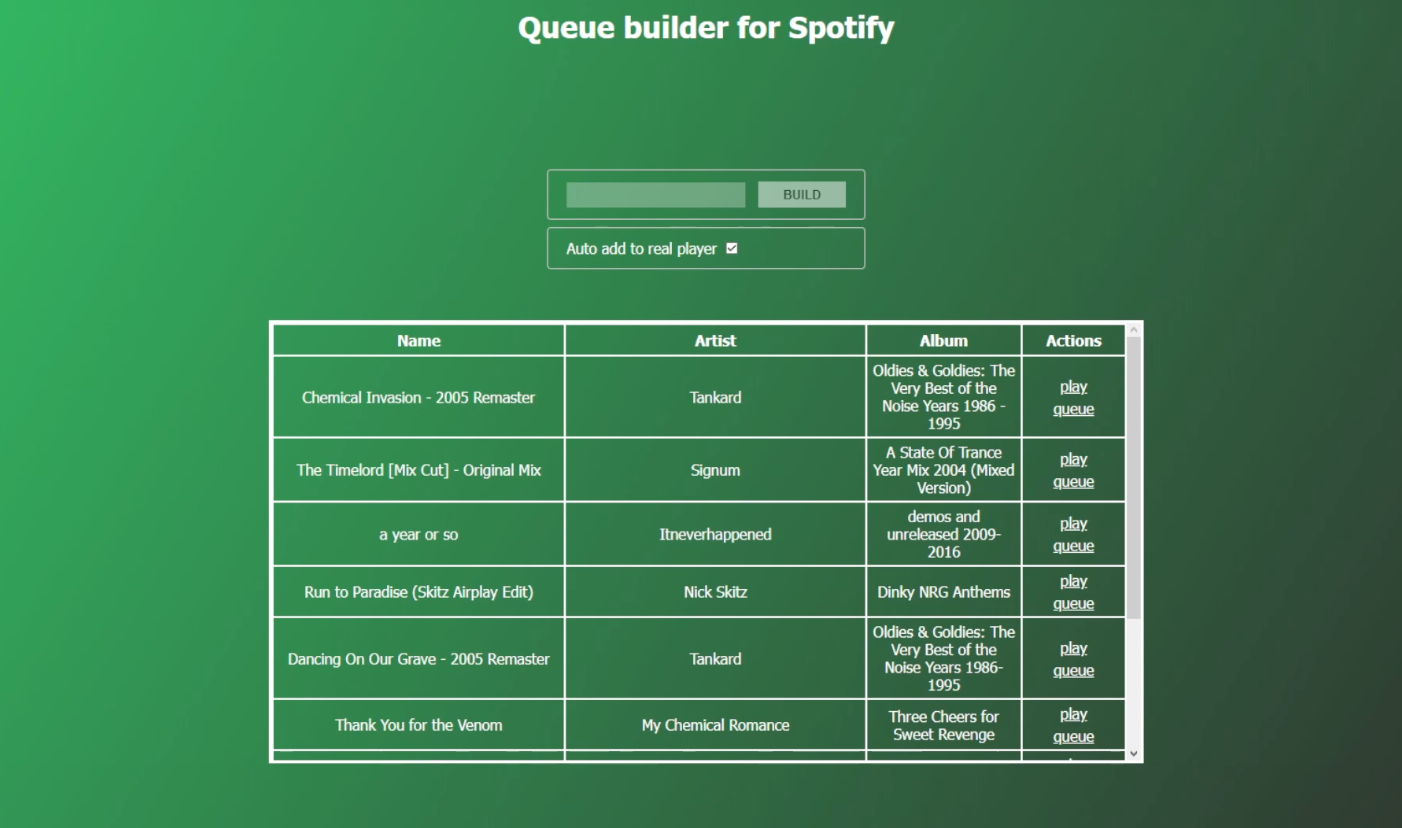 Queue builder for Spotify
BUILD
Auto add to real player
Name Artist Album Actions
Chemical Invasion - 2005 Remaster
Tankard
Oldies & Goldies: The
Very Best of the
Noise Years 1986 -
1995
play
queue
The Timelord [Mix Cut] - Original Mix
Signum
A State Of Trance
Year Mix 2004 (Mixed
Version)
play
queue
a year or so
Itneverhappened
demos and
unreleased 2009-
2016
play
queue
Run to Paradise (Skitz Airplay Edit)
Nick Skitz
Dinky NRG Anthems
play
queue
Dancing On Our Grave - 2005 Remaster
Tankard
Oldies & Goldies: The
Very Best of the
Noise Years 1986-
1995
play
queue
Thank You for the Venom
My Chemical Romance
Three Cheers for
Sweet Revenge
play
queue